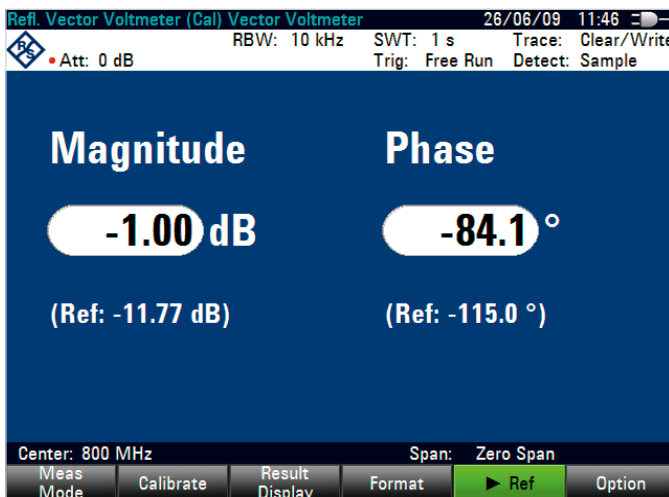 Refl. Vector Voltmeter (Cal) Vector Voltmeter 26/06/09 11:46
RBW: 10 kHz SWT: 1 s Trace: Clear/Write
Att: 0 dB Trig: Free Run Detect: Sample
Magnitude Phase
-1.00 dB -84.1 °
(Ref: -11.77 dB) (Ref: -115.0 °)
Center: 800 MHz Span: Zero Span
Meas Mode Calibrate Result Display Format ► Ref Option